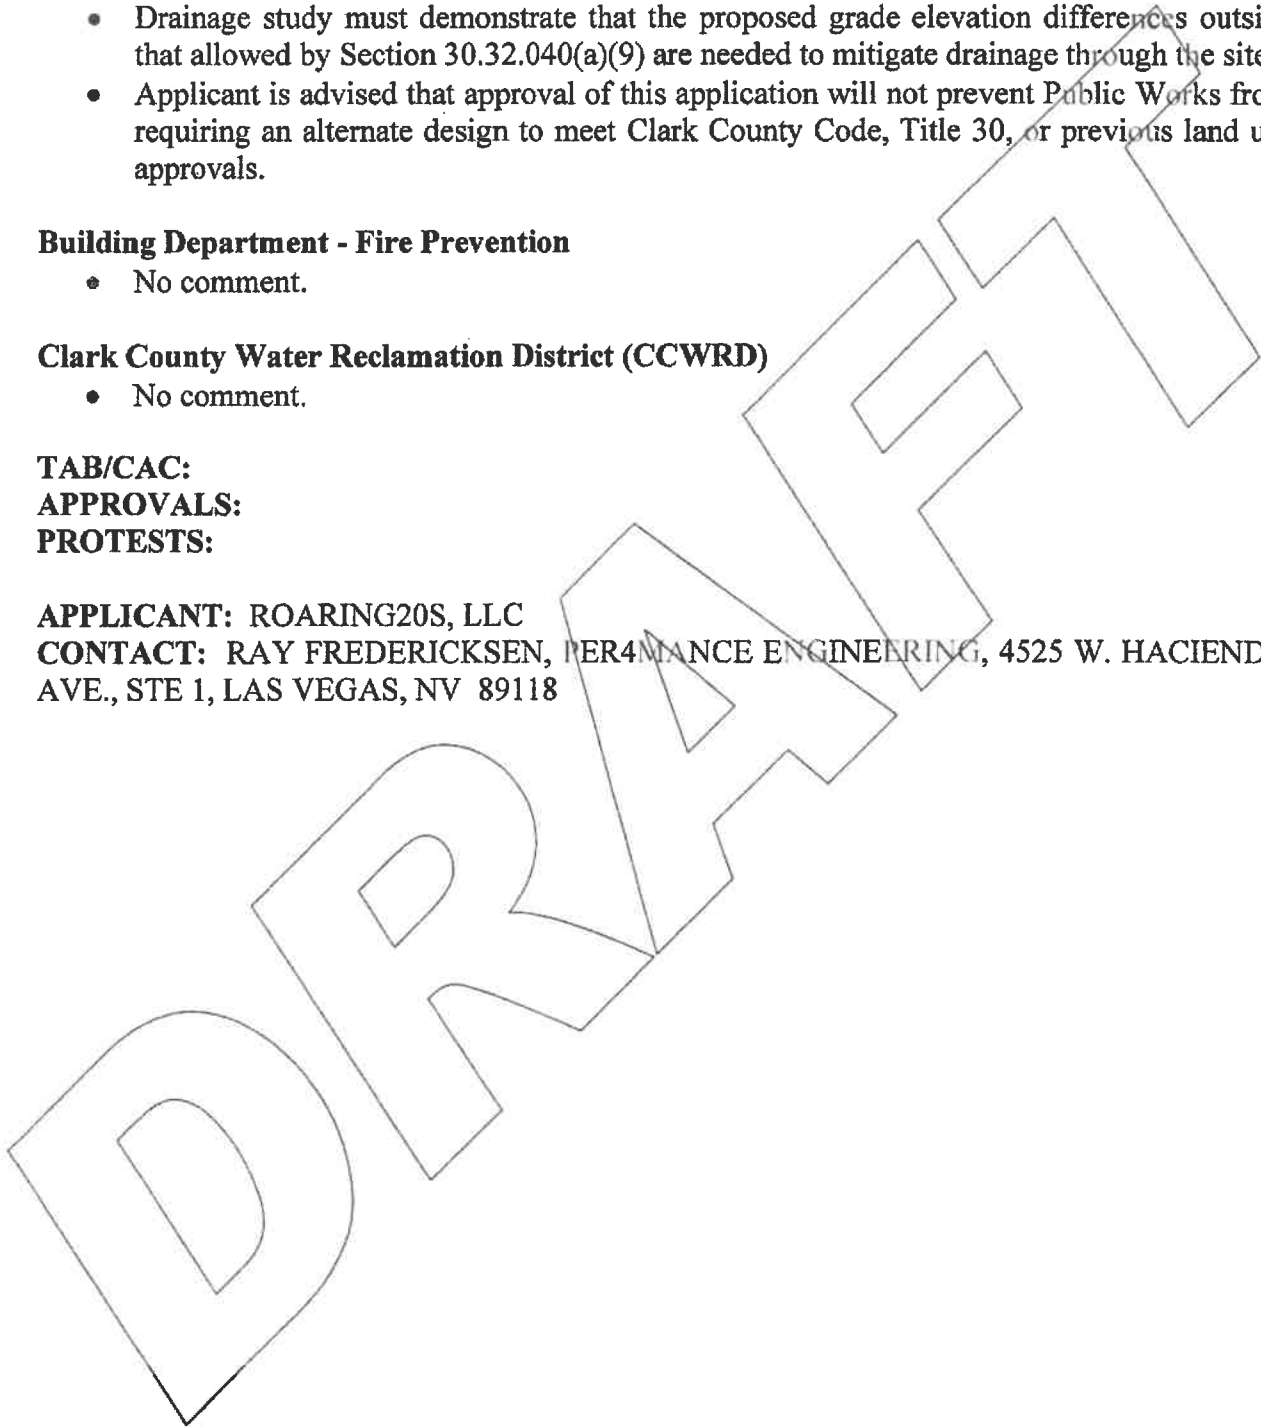 • Drainage study must demonstrate that the proposed grade elevation differences outsi
that allowed by Section 30.32.040(a)(9) are needed to mitigate drainage through the site
• Applicant is advised that approval of this application will not prevent Public Works fro
requiring an alternate design to meet Clark County Code, Title 30, or previous land u
approvals.
Building Department - Fire Prevention
• No comment.
Clark County Water Reclamation District (CCWRD)
• No comment.
TAB/CAC:
APPROVALS:
PROTESTS:
APPLICANT: ROARING20S, LLC
CONTACT: RAY FREDERICKSEN, PER4MANCE ENGINEERING, 4525 W. HACIEND
AVE., STE 1, LAS VEGAS, NV 89118
DRAFT